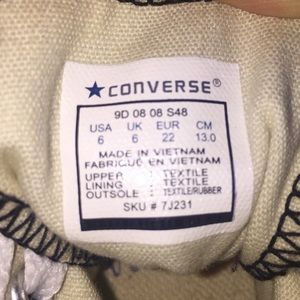 ★CONVERSE®
9D 08 08 S48
USA UK EUR CM
6 6 22 13.0
MADE IN VIETNAM
FABRIQUE EN VIETNAM
UPPER TEXTILE
LINING TEXTILE
OUTSOLE TEXTILE/RUBBER
SKU # 7J231